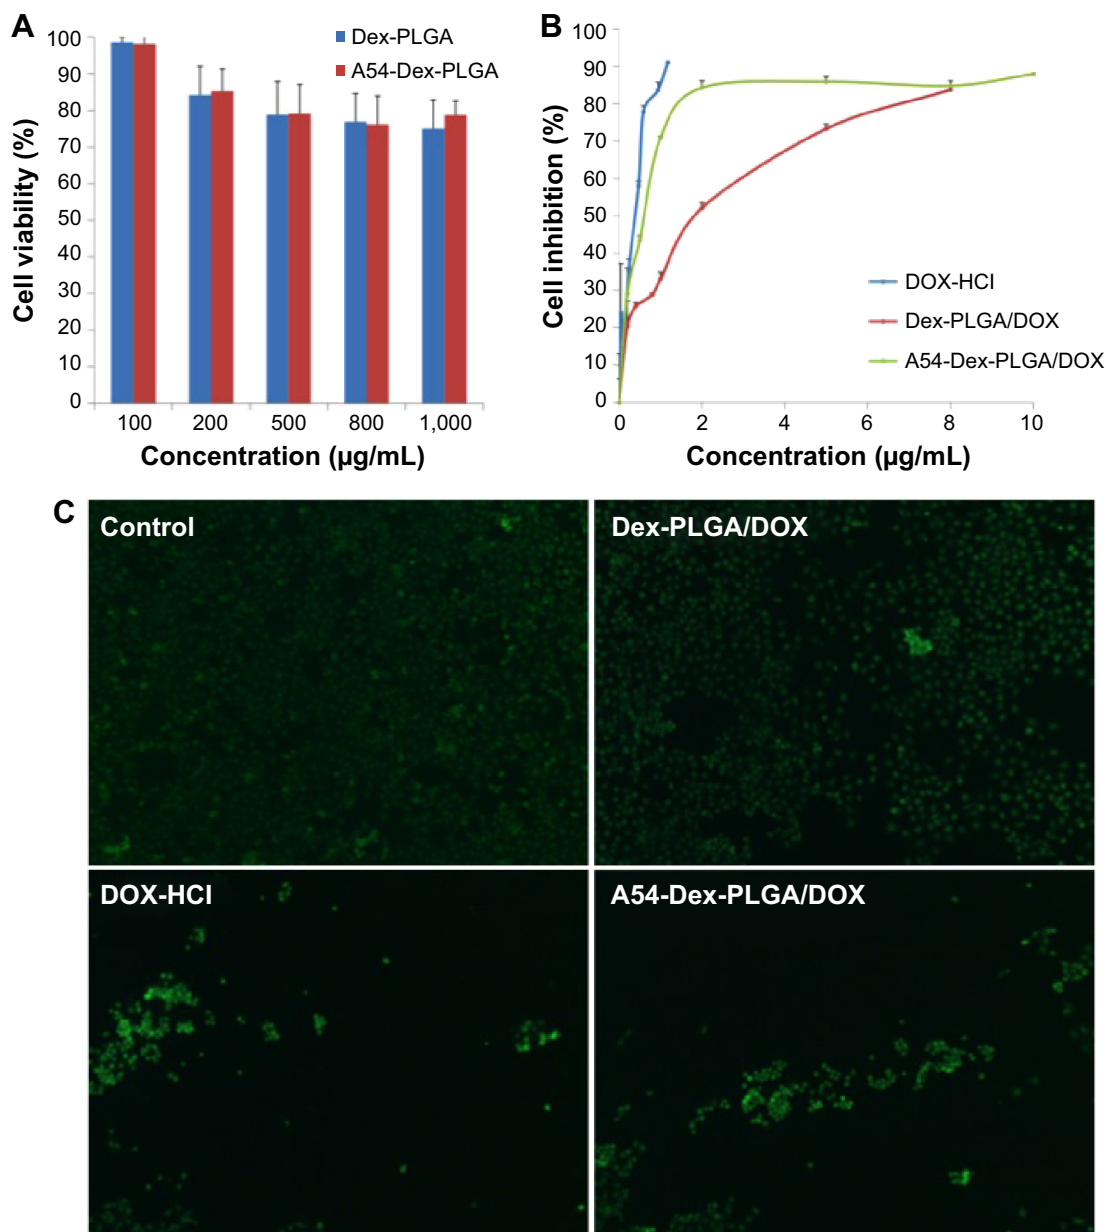 A
Cell viability (%)
100
90
80
70
60
50
40
30
20
10
0
Dex-PLGA
A54-Dex-PLGA
100 200 500 800 1,000
Concentration (µg/mL)
B
Cell inhibition (%)
100
90
80
70
60
50
40
30
20
10
0
DOX-HCl
Dex-PLGA/DOX
A54-Dex-PLGA/DOX
0 2 4 6 8 10
Concentration (µg/mL)
C
Control
Dex-PLGA/DOX
DOX-HCl
A54-Dex-PLGA/DOX